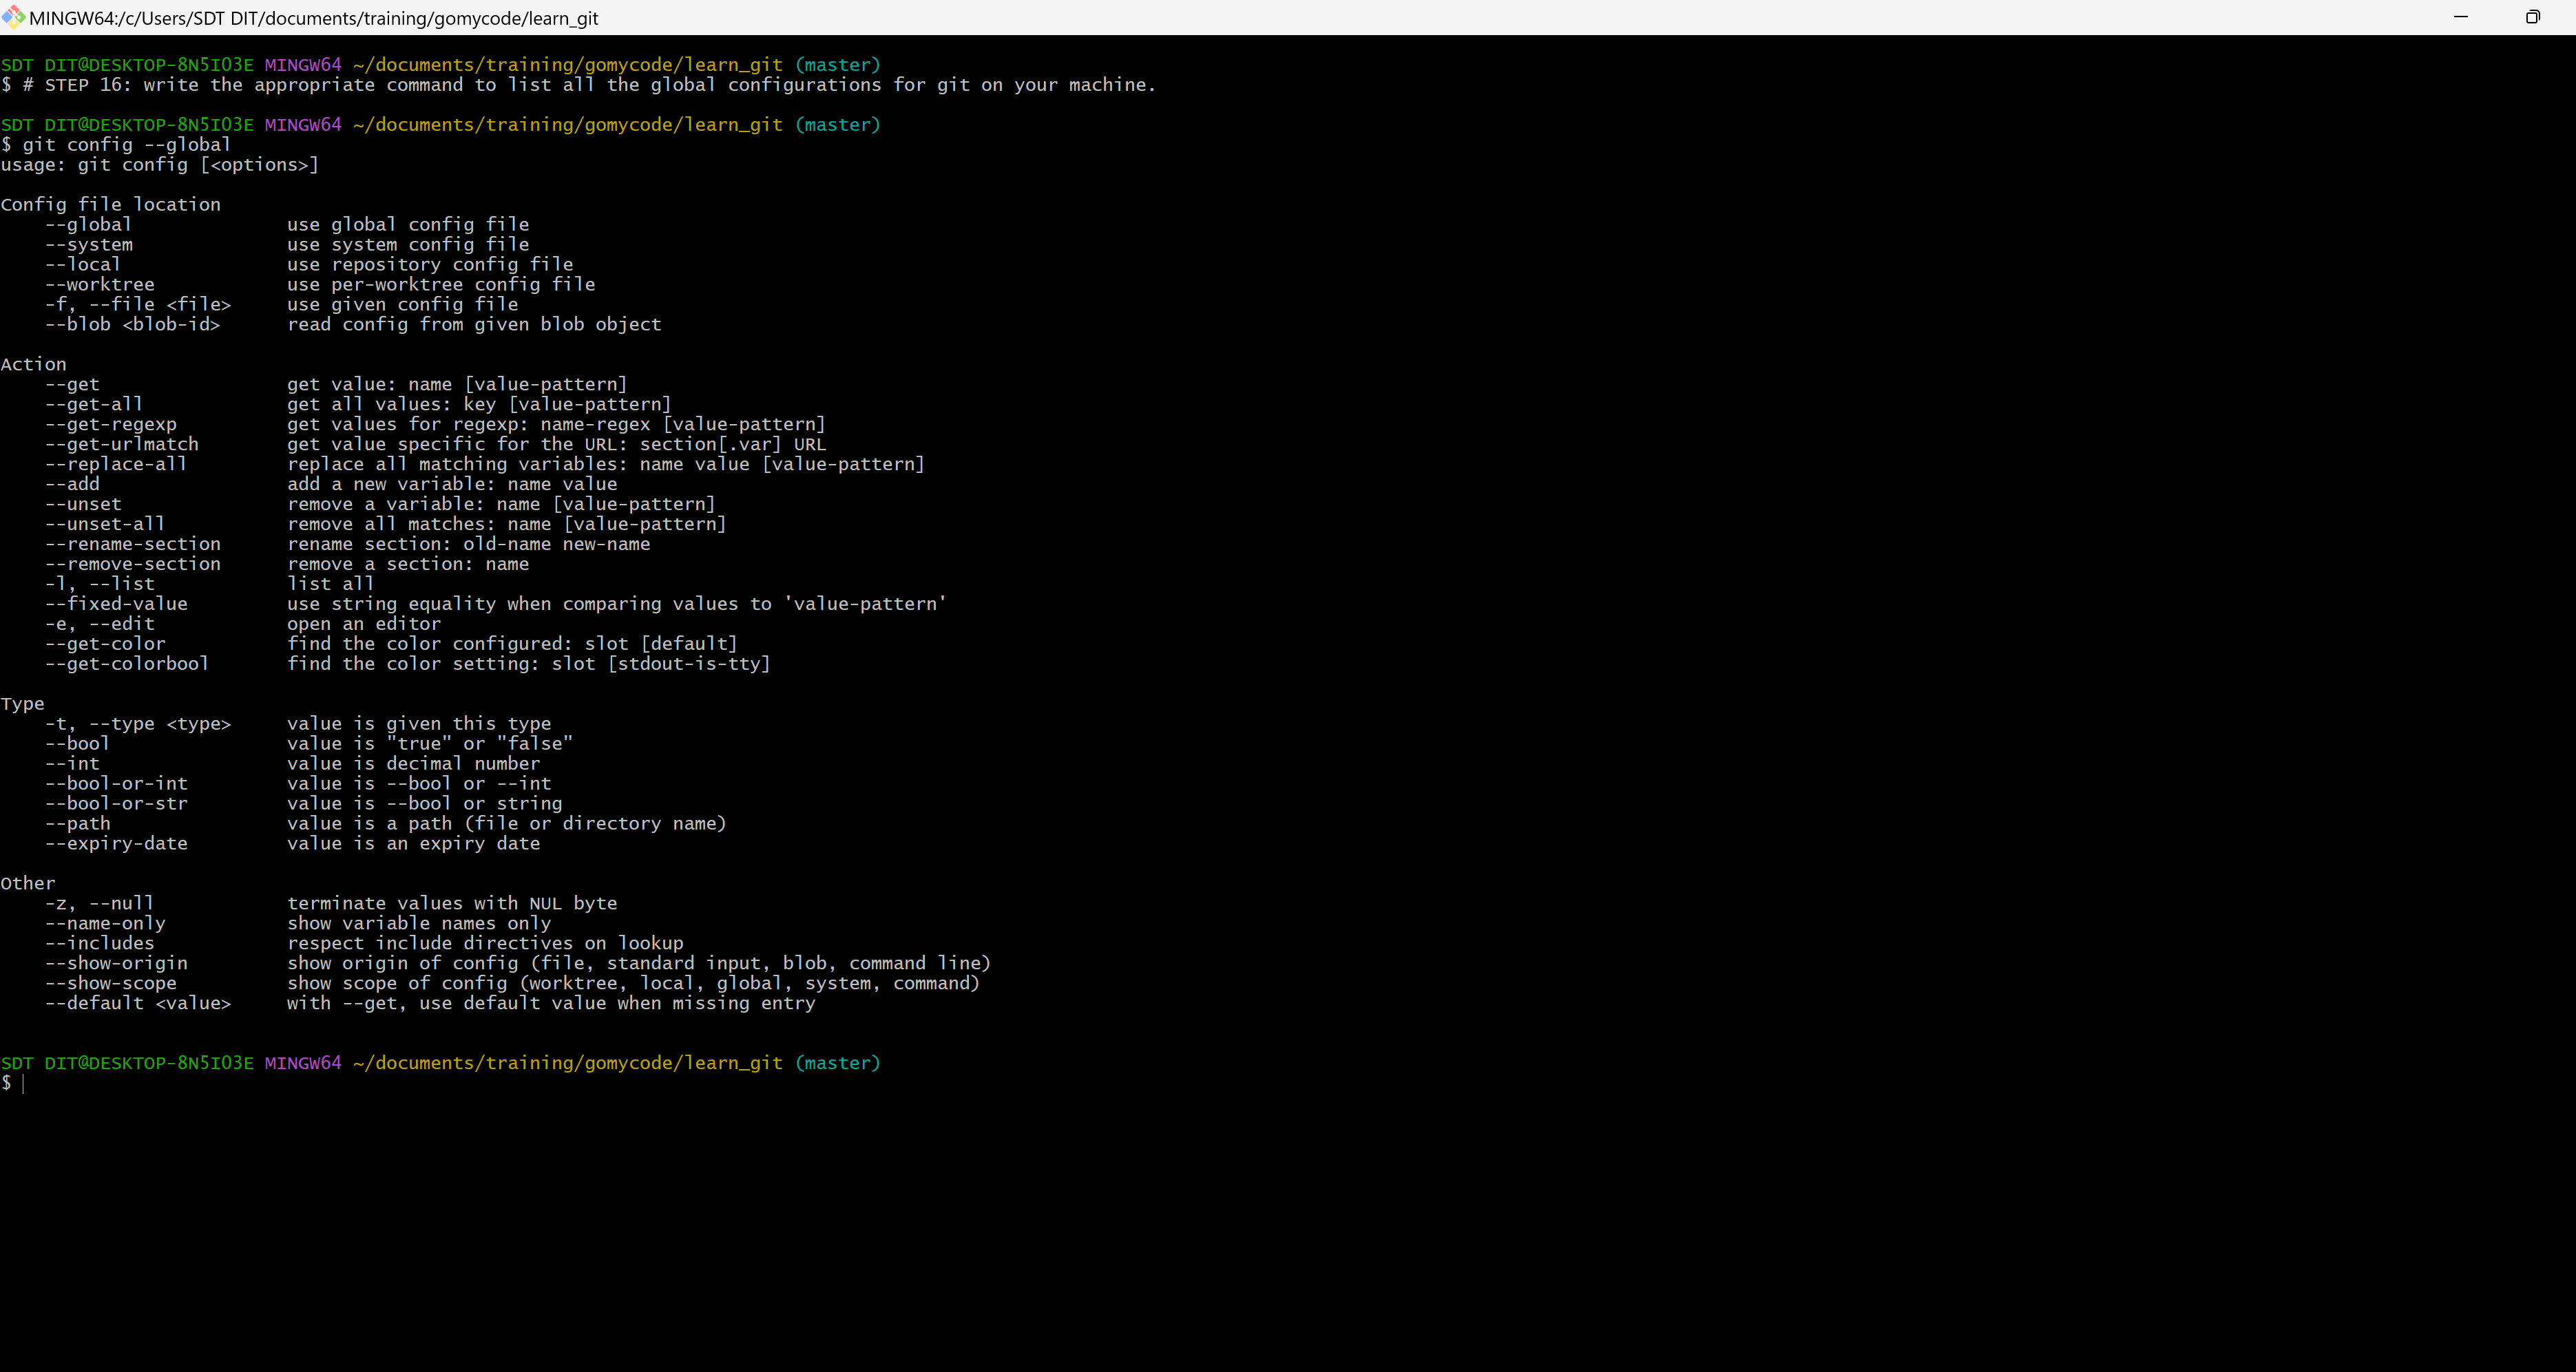 MINGW64:/c/Users/SDT DIT/documents/training/gomycode/learn_git
SDT DIT@DESKTOP-8N5I03E MINGW64 ~/documents/training/gomycode/learn_git (master)
$ # STEP 16: write the appropriate command to list all the global configurations for git on your machine.
SDT DIT@DESKTOP-8N5I03E MINGW64 ~/documents/training/gomycode/learn_git (master)
$ git config --global
usage: git config [<options>]
Config file location
    --global              use global config file
    --system              use system config file
    --local               use repository config file
    --worktree            use per-worktree config file
    -f, --file <file>     use given config file
    --blob <blob-id>      read config from given blob object
Action
    --get                 get value: name [value-pattern]
    --get-all             get all values: key [value-pattern]
    --get-regexp          get values for regexp: name-regex [value-pattern]
    --get-urlmatch        get value specific for the URL: section[.var] URL
    --replace-all         replace all matching variables: name value [value-pattern]
    --add                 add a new variable: name value
    --unset               remove a variable: name [value-pattern]
    --unset-all           remove all matches: name [value-pattern]
    --rename-section      rename section: old-name new-name
    --remove-section      remove a section: name
    -l, --list            list all
    --fixed-value         use string equality when comparing values to 'value-pattern'
    -e, --edit            open an editor
    --get-color           find the color configured: slot [default]
    --get-colorbool       find the color setting: slot [stdout-is-tty]
Type
    -t, --type <type>     value is given this type
    --bool                value is "true" or "false"
    --int                 value is decimal number
    --bool-or-int         value is --bool or --int
    --bool-or-str         value is --bool or string
    --path                value is a path (file or directory name)
    --expiry-date         value is an expiry date
Other
    -z, --null            terminate values with NUL byte
    --name-only           show variable names only
    --includes            respect include directives on lookup
    --show-origin         show origin of config (file, standard input, blob, command line)
    --show-scope          show scope of config (worktree, local, global, system, command)
    --default <value>     with --get, use default value when missing entry
SDT DIT@DESKTOP-8N5I03E MINGW64 ~/documents/training/gomycode/learn_git (master)
$